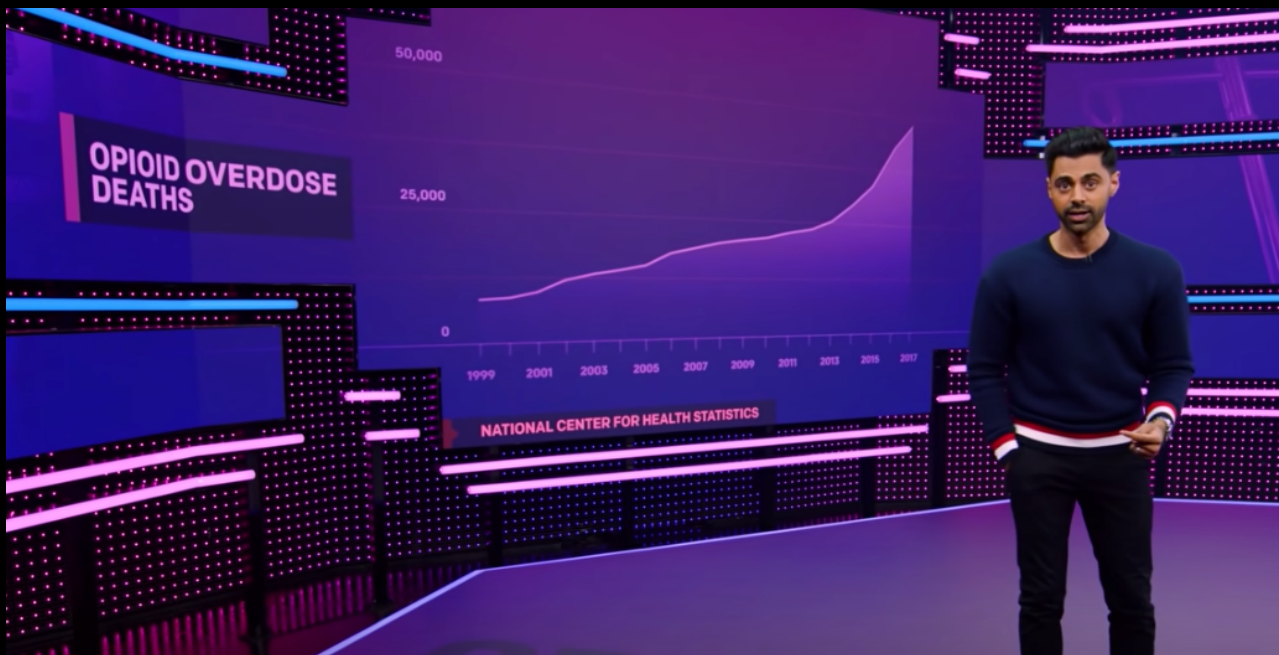 OPIOID OVERDOSE
DEATHS
50,000
25,000
0
1999 2001 2003 2005 2007 2009 2011 2013 2015 2017
NATIONAL CENTER FOR HEALTH STATISTICS